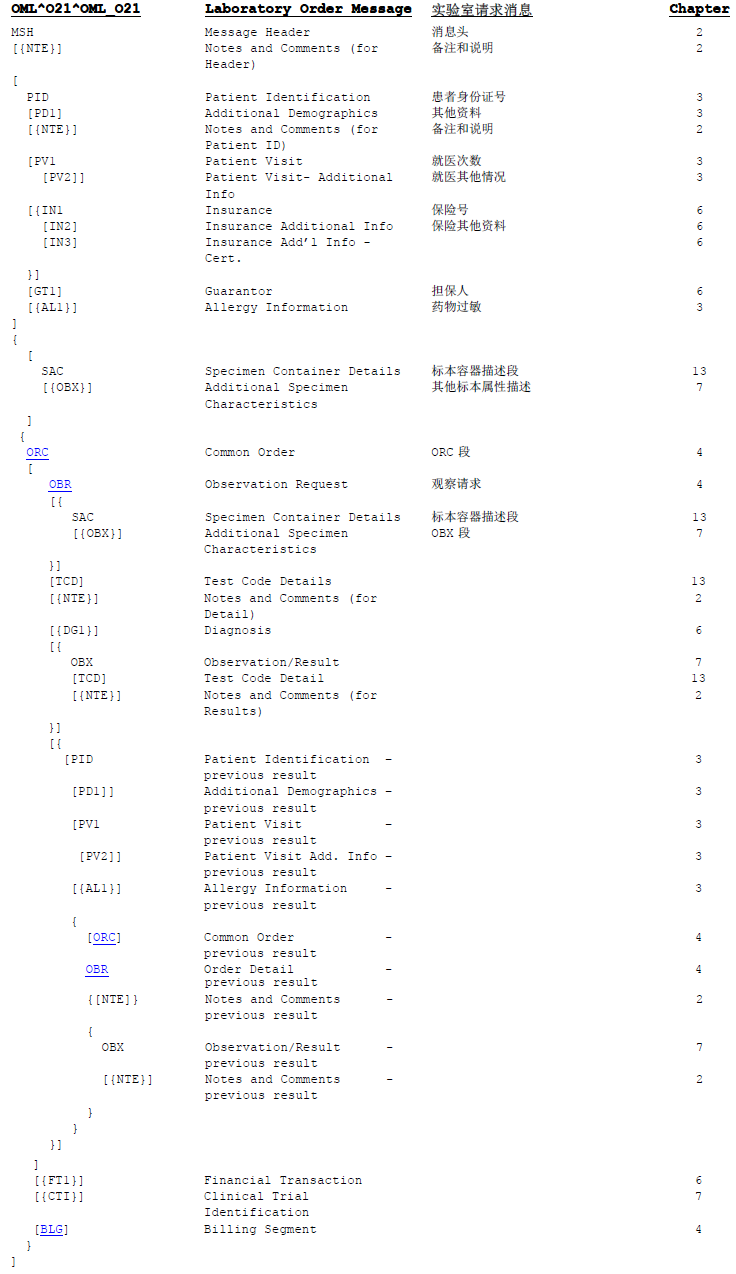 OML^O21^OML_O21 Laboratory Order Message 实验室请求消息 Chapter
MSH Message Header 消息头 2
[{NTE}] Notes and Comments (for 备注和说明 2
Header)
[
PID Patient Identification 患者身份证号 3
[PD1] Additional Demographics 其他资料 3
[{NTE}] Notes and Comments (for 备注和说明 2
Patient ID)
[PV1 Patient Visit 就医次数 3
[PV2]] Patient Visit- Additional 就医其他情况 3
Info
[{IN1 Insurance 保险号 6
[IN2] Insurance Additional Info 保险其他资料 6
[IN3] Insurance Add’l Info - 6
Cert.
}]
[GT1] Guarantor 担保人 6
[{AL1}] Allergy Information 药物过敏 3
]
{
[
SAC Specimen Container Details 标本容器描述段 13
[{OBX}] Additional Specimen 其他标本属性描述 7
Characteristics
]
{
ORC Common Order ORC 段 4
[
OBR Observation Request 观察请求 4
[{
SAC Specimen Container Details 标本容器描述段 13
[{OBX}] Additional Specimen OBX 段 7
Characteristics
}]
[TCD] Test Code Details 13
[{NTE}] Notes and Comments (for 2
Detail)
[{DG1}] Diagnosis 6
[{
OBX Observation/Result 7
[TCD] Test Code Detail 13
[{NTE}] Notes and Comments (for 2
Results)
}]
[{
[PID Patient Identification – 3
previous result
[PD1]] Additional Demographics – 3
previous result
[PV1 Patient Visit – 3
previous result
[PV2]] Patient Visit Add. Info – 3
previous result
[{AL1}] Allergy Information - 3
previous result
{
[ORC] Common Order - 4
previous result
OBR Order Detail - 4
previous result
{[NTE]} Notes and Comments - 2
previous result
{
OBX Observation/Result - 7
previous result
[{NTE}] Notes and Comments - 2
previous result
}
}
}]
]
[{FT1}] Financial Transaction 6
[{CTI}] Clinical Trial 7
Identification
[BLG] Billing Segment 4
}
]